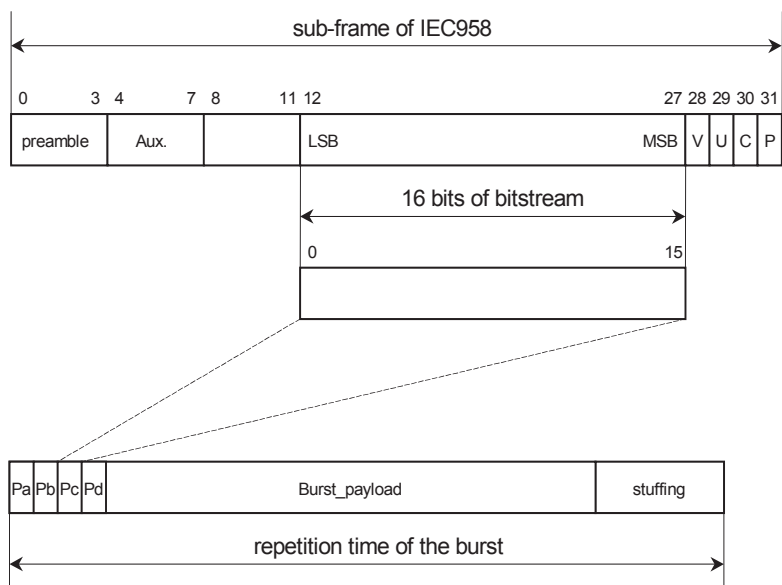 sub-frame of IEC958
0 3 4 7 8 11 12 27 28 29 30 31
preamble Aux. LSB MSB V U C P
16 bits of bitstream
0 15
Pa Pb Pc Pd Burst_payload stuffing
repetition time of the burst